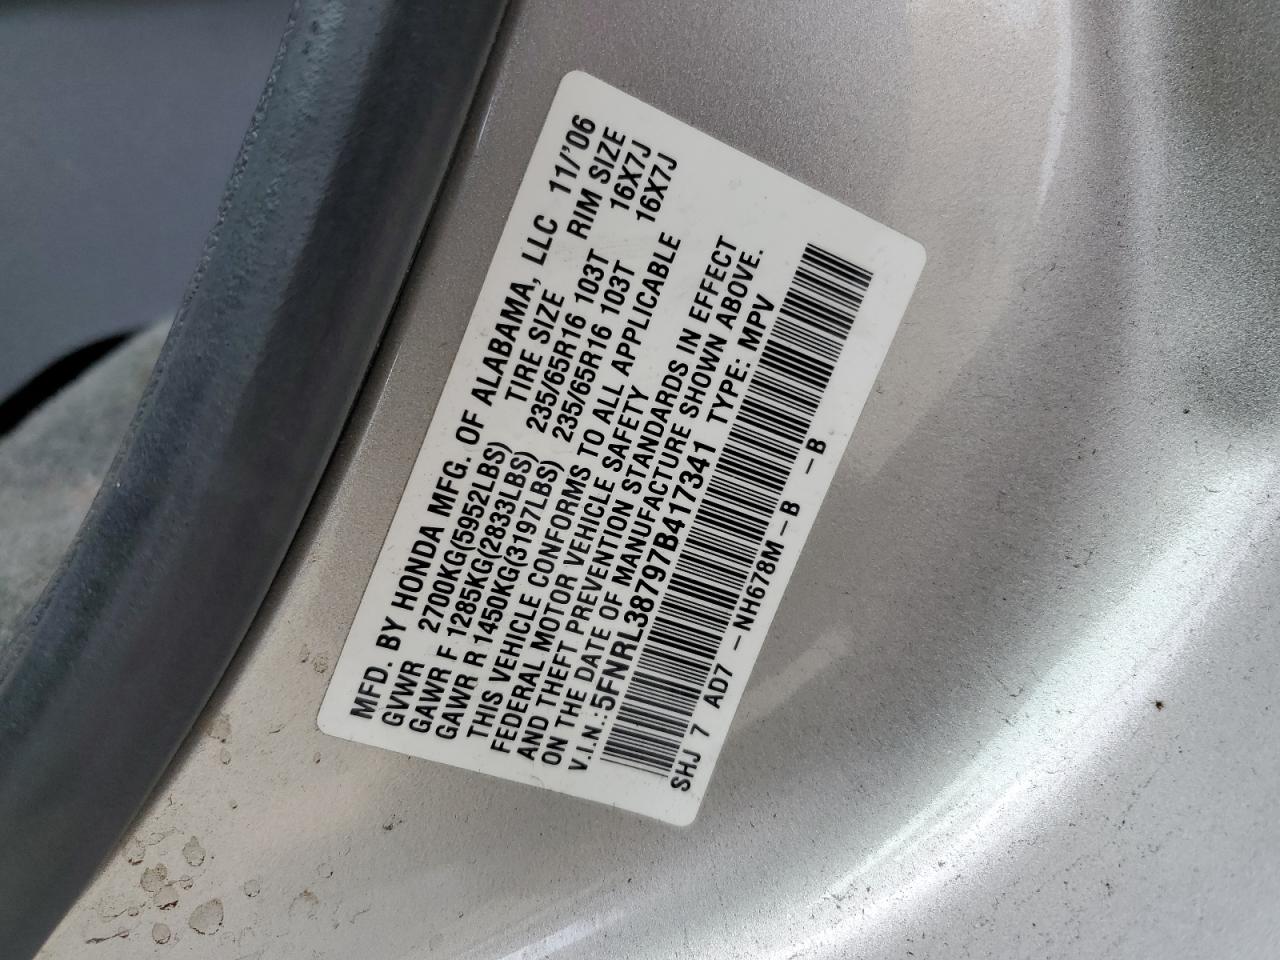 MFD. BY HONDA MFG. OF ALABAMA, LLC 11/'06
GVWR 2700KG(5952LBS) TIRE SIZE RIM SIZE
GAWR F 1285KG(2833LBS) 235/65R16 103T 16X7J
GAWR R 1450KG(3197LBS) 235/65R16 103T 16X7J
THIS VEHICLE CONFORMS TO ALL APPLICABLE
FEDERAL MOTOR VEHICLE SAFETY
AND THEFT PREVENTION STANDARDS IN EFFECT
ON THE DATE OF MANUFACTURE SHOWN ABOVE.
V.I.N.:5FNRL38797B417341 TYPE: MPV
SHJ 7 AD7 -NH678M-B -B